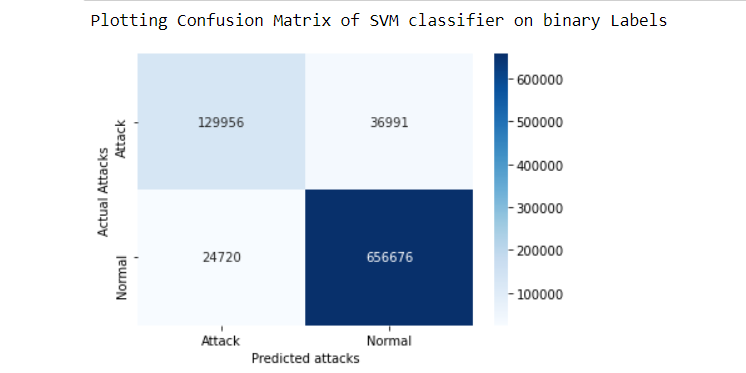 Plotting Confusion Matrix of SVM classifier on binary Labels
Actual Attacks
Attack
Normal
129956 36991
24720 656676
Attack Normal
Predicted attacks
600000
500000
400000
300000
200000
100000